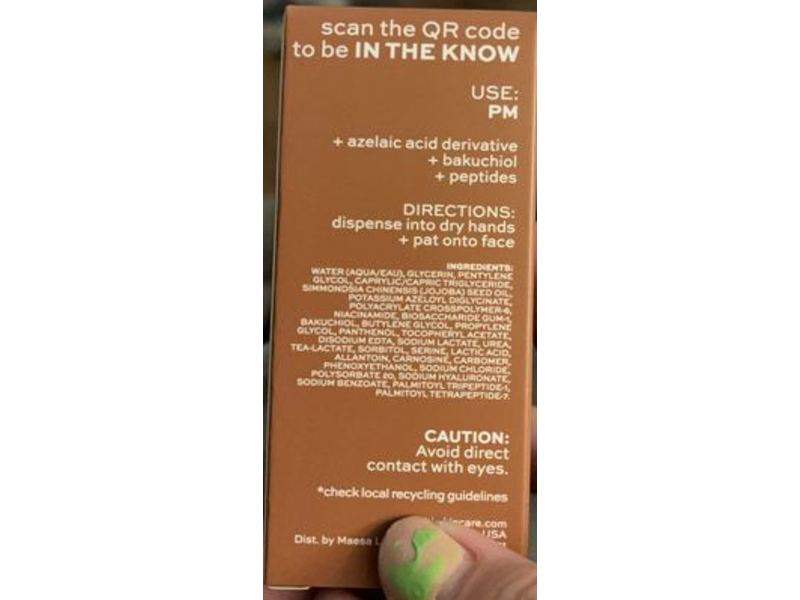 scan the QR code
to be IN THE KNOW
USE:
PM
+ azelaic acid derivative
+ bakuchiol
+ peptides
DIRECTIONS:
dispense into dry hands
+ pat onto face
INGREDIENTS:
WATER (AQUA/EAU), GLYCERIN, PENTYLENE
GLYCOL, CAPRYLIC/CAPRIC TRIGLYCERIDE,
SIMMONDSIA CHINENSIS (JOJOBA) SEED OIL,
POTASSIUM AZELOYL DIGLYCINATE,
POLYACRYLATE CROSSPOLYMER-6,
NIACINAMIDE, BIOSACCHARIDE GUM-1,
BAKUCHIOL, BUTYLENE GLYCOL, PROPYLENE
GLYCOL, PANTHENOL, TOCOPHERYL ACETATE,
DISODIUM EDTA, SODIUM LACTATE, UREA,
TEA-LACTATE, SORBITOL, SERINE, LACTIC ACID,
ALLANTOIN, CARNOSINE, CARBOMER,
PHENOXYETHANOL, SODIUM CHLORIDE,
POLYSORBATE 20, SODIUM HYALURONATE,
SODIUM BENZOATE, PALMITOYL TRIPEPTIDE-1,
PALMITOYL TETRAPEPTIDE-7.
CAUTION:
Avoid direct
contact with eyes.
*check local recycling guidelines
USA
Dist. by Maesa